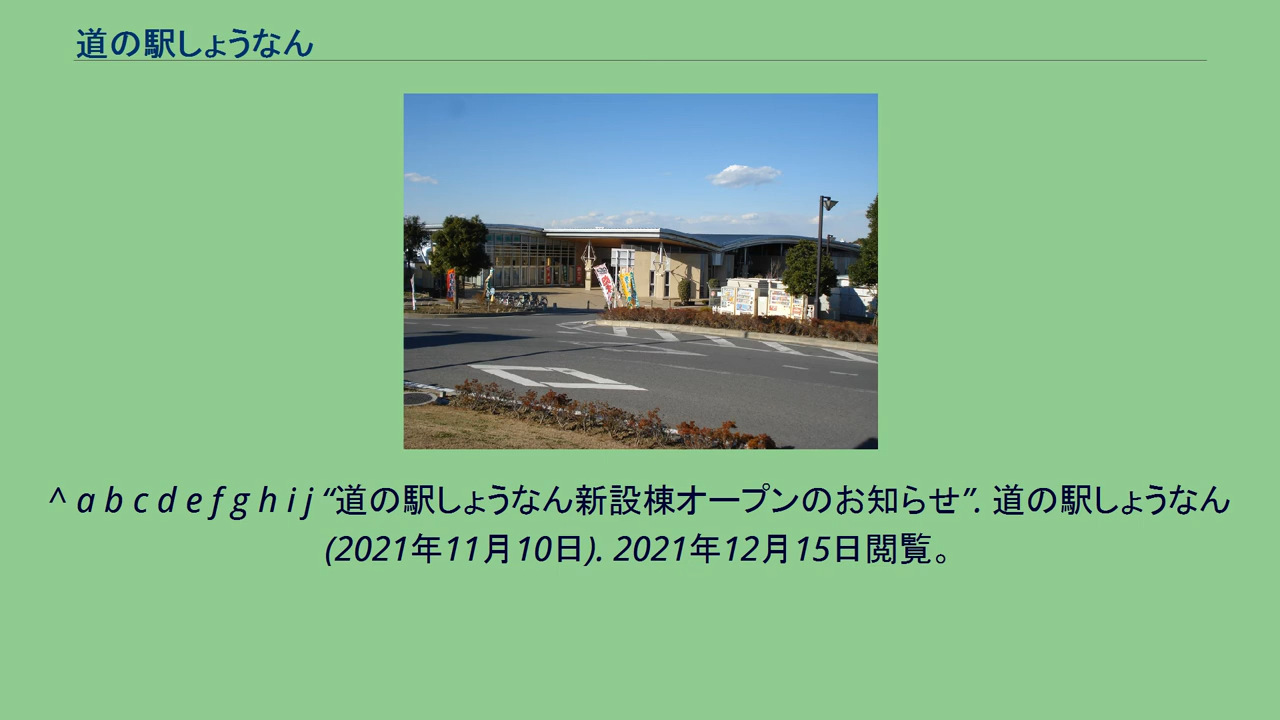 道の駅しょうなん
^ a b c d e f g h i j “道の駅しょうなん新設棟オープンのお知らせ”. 道の駅しょうなん
(2021年11月10日). 2021年12月15日閲覧。